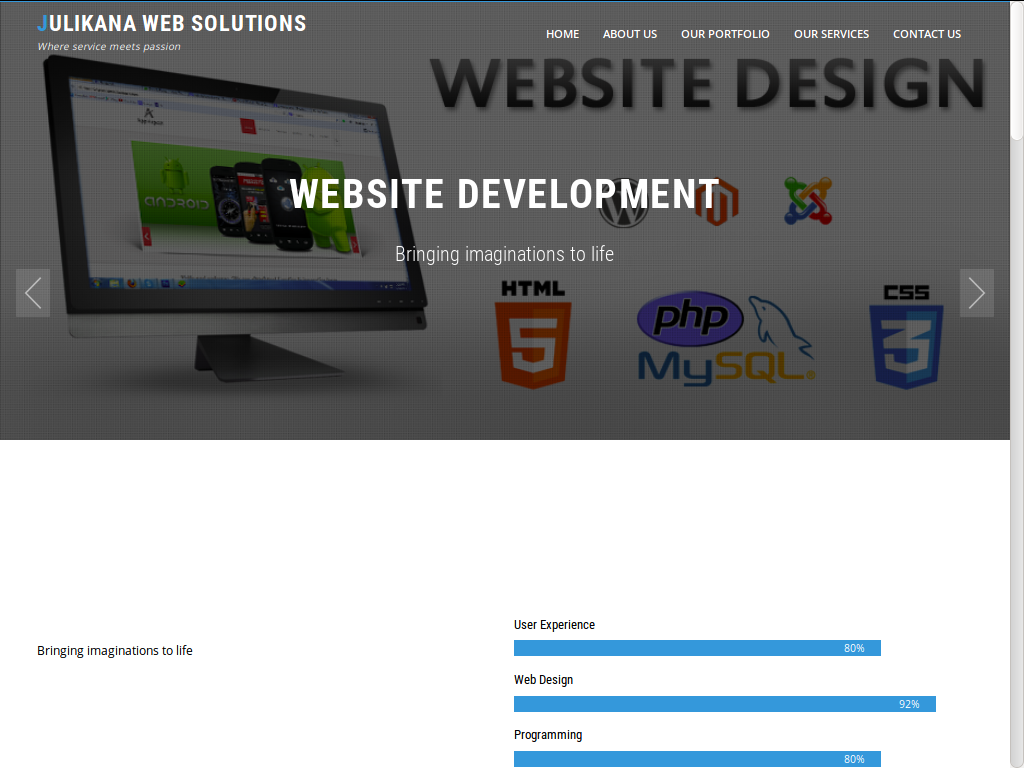 JULIKANA WEB SOLUTIONS
Where service meets passion
HOME ABOUT US OUR PORTFOLIO OUR SERVICES CONTACT US
WEBSITE DESIGN
ANDROID
WEBSITE DEVELOPMENT
Bringing imaginations to life
HTML
5
php
MySQL
CSS
3
Bringing imaginations to life
User Experience
80%
Web Design
92%
Programming
80%